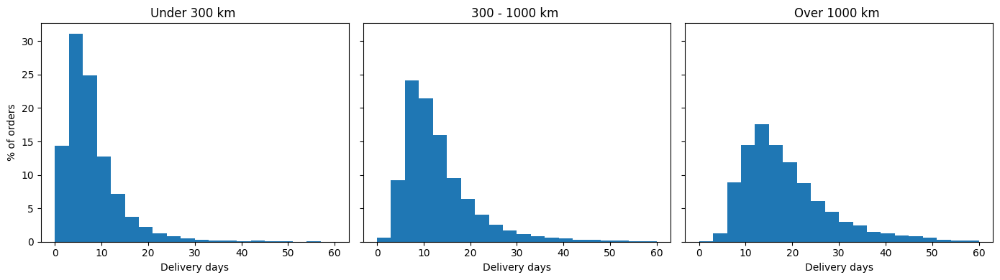 Under 300 km
300 - 1000 km
Over 1000 km
% of orders
30
25
20
15
10
5
0
0 10 20 30 40 50 60
0 10 20 30 40 50 60
0 10 20 30 40 50 60
Delivery days
Delivery days
Delivery days